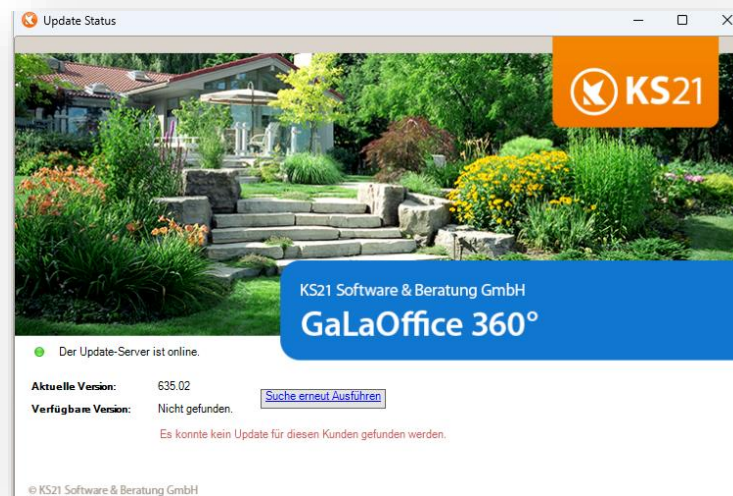 Update Status
KS21
KS21 Software & Beratung GmbH
GaLaOffice 360°
Der Update-Server ist online.
Aktuelle Version: 635.02
Suche erneut Ausführen
Verfügbare Version: Nicht gefunden.
Es konnte kein Update für diesen Kunden gefunden werden.
© KS21 Software & Beratung GmbH